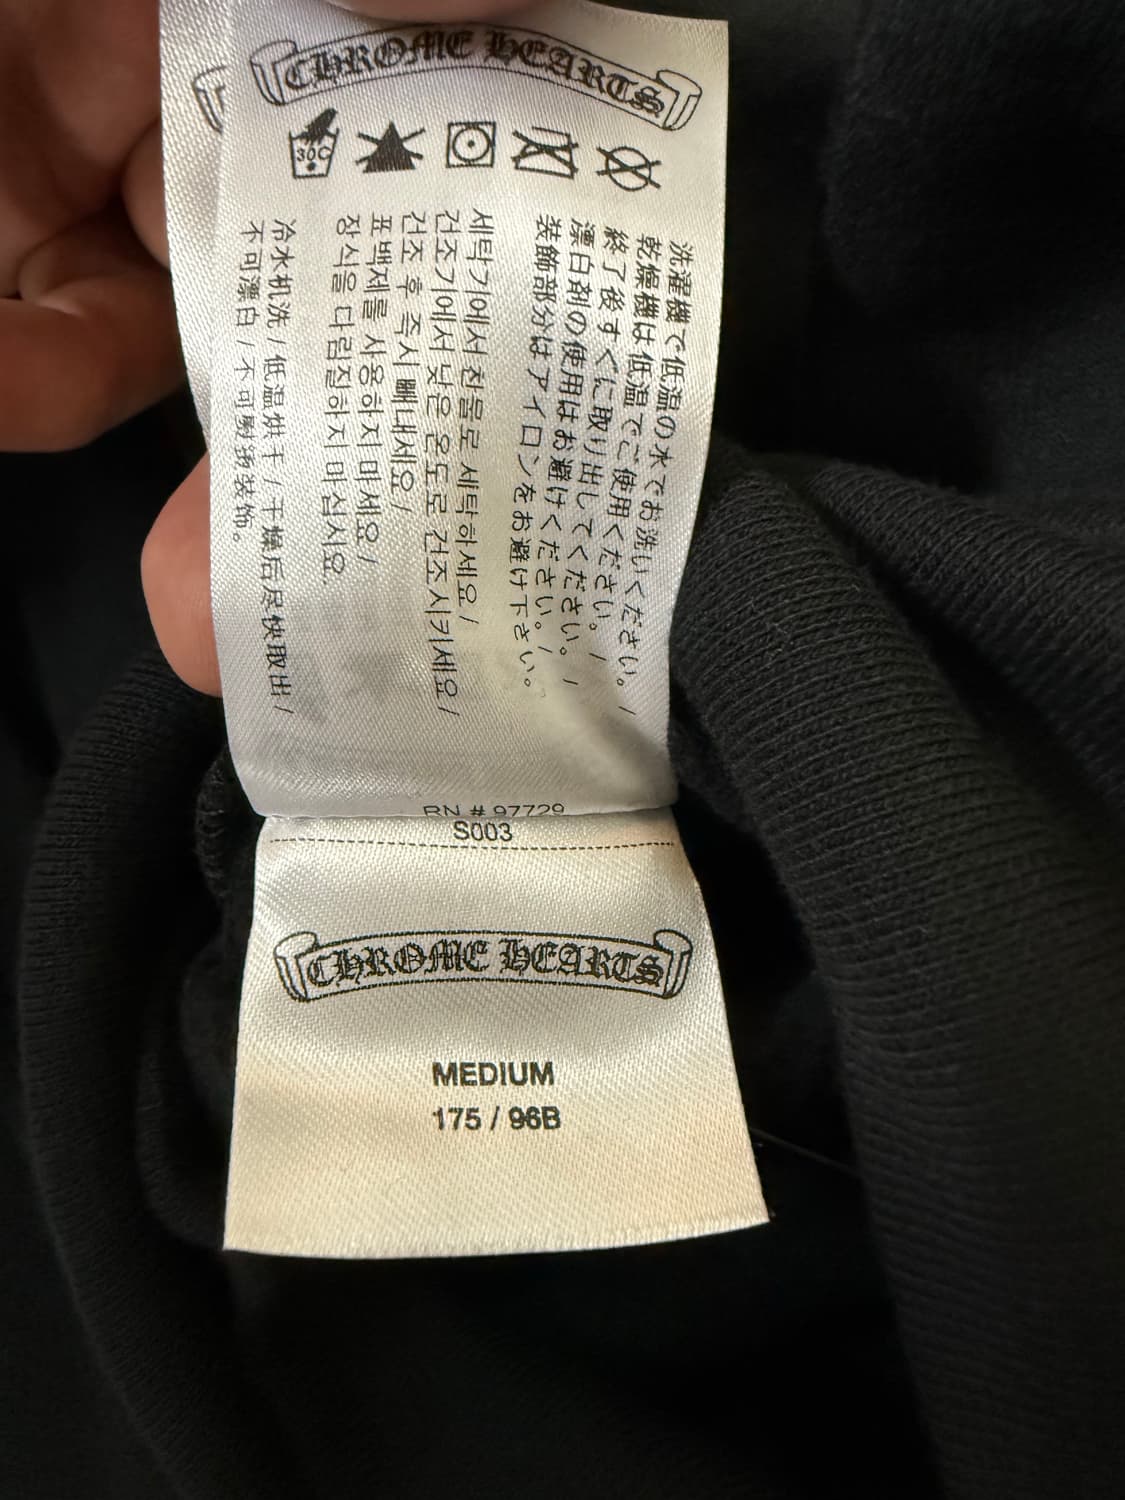 CHROME HEARTS
30C
洗濯機で低温の水でお洗いください。/
乾燥機は低温でご使用ください。/
終了後すぐに取り出してください。/
漂白剤の使用はお避けください。/
装飾部分はアイロンをお避け下さい。
세탁기에서 찬물로 세탁하세요 /
건조기에서 낮은 온도로 건조시키세요 /
건조 후 즉시 빼내세요 /
표백제를 사용하지 마세요 /
장식을 다림질하지 마십시요.
冷水机洗 / 低温烘干 / 干燥后尽快取出 /
不可漂白 / 不可熨烫装饰。
RN # 97729
S003
CHROME HEARTS
MEDIUM
175 / 96B